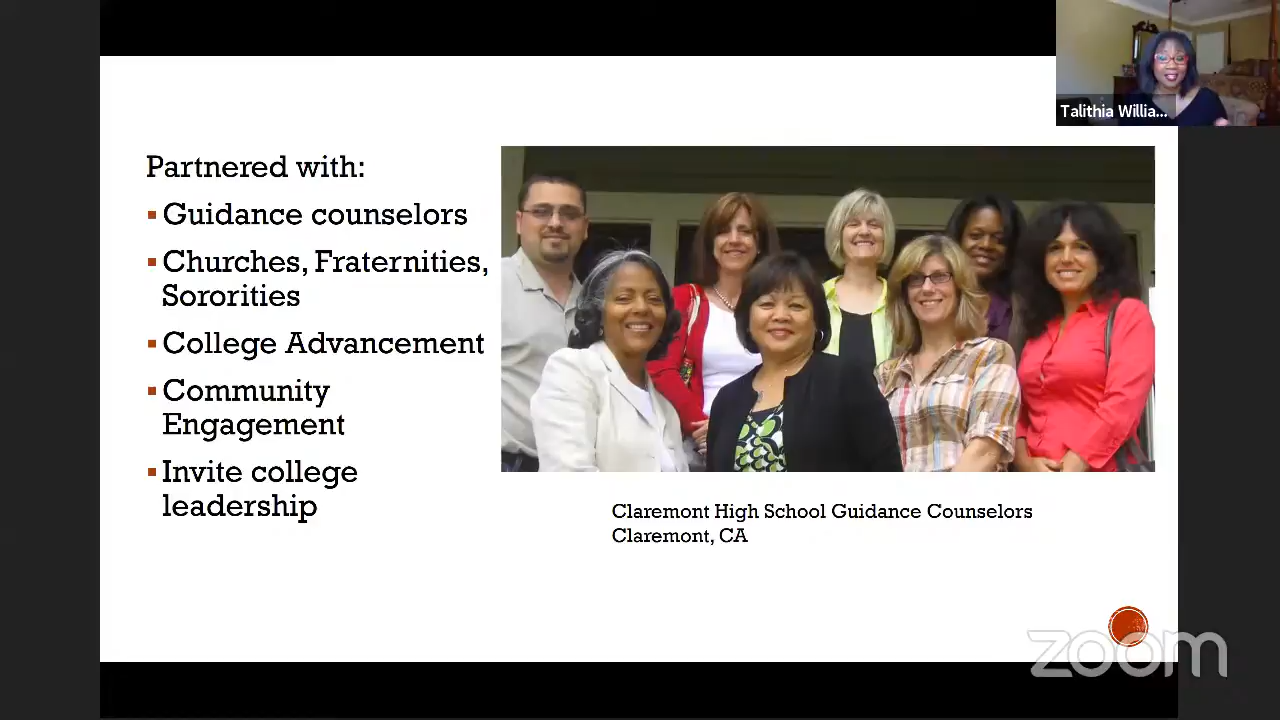 Talithia Willia...
Partnered with:
Guidance counselors
Churches, Fraternities,
Sororities
College Advancement
Community
Engagement
Invite college
leadership
Claremont High School Guidance Counselors
Claremont, CA
zoom